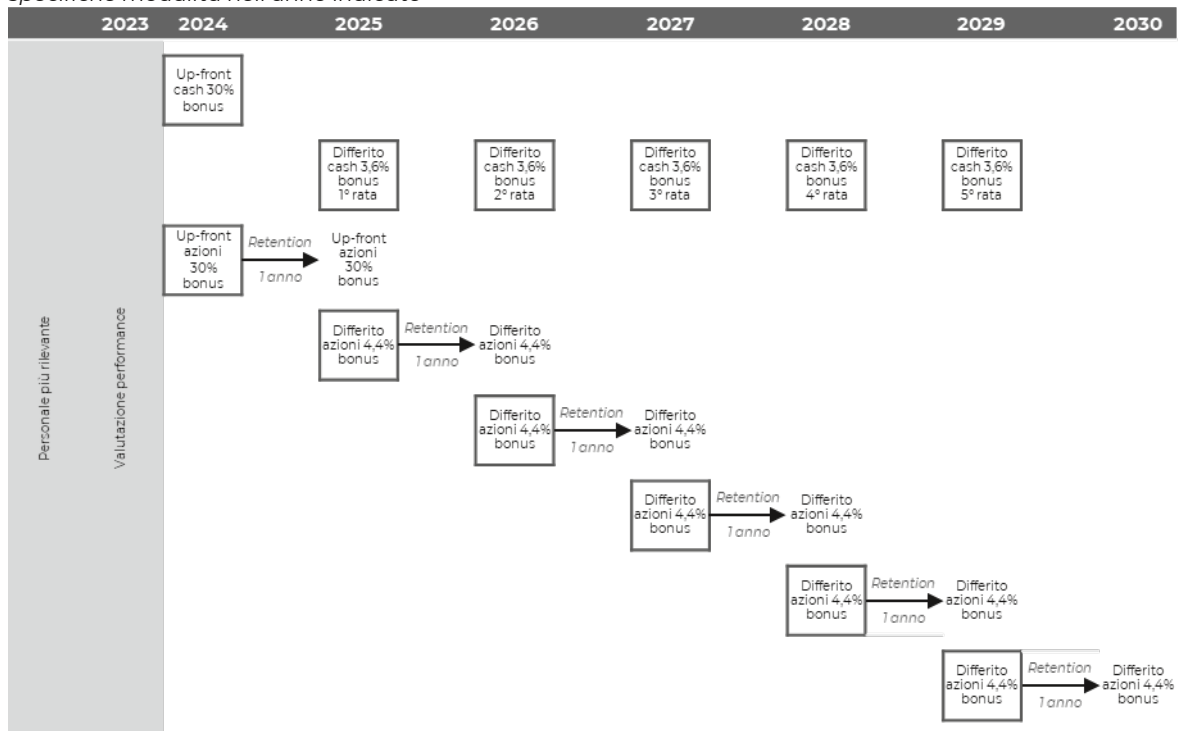 specifiche modalità nell'anno indicato
2023 2024 2025 2026 2027 2028 2029 2030
Personale più rilevante
Valutazione performance
Up-front
cash 30%
bonus
Differito
cash 3,6%
bonus
1° rata
Differito
cash 3,6%
bonus
2° rata
Differito
cash 3,6%
bonus
3° rata
Differito
cash 3,6%
bonus
4° rata
Differito
cash 3,6%
bonus
5° rata
Up-front
azioni
30%
bonus
Retention
1 anno
Up-front
azioni
30%
bonus
Differito
azioni 4,4%
bonus
Retention
1 anno
Differito
azioni 4,4%
bonus
Differito
azioni 4,4%
bonus
Retention
1 anno
Differito
azioni 4,4%
bonus
Differito
azioni 4,4%
bonus
Retention
1 anno
Differito
azioni 4,4%
bonus
Differito
azioni 4,4%
bonus
Retention
1 anno
Differito
azioni 4,4%
bonus
Differito
azioni 4,4%
bonus
Retention
1 anno
Differito
azioni 4,4%
bonus